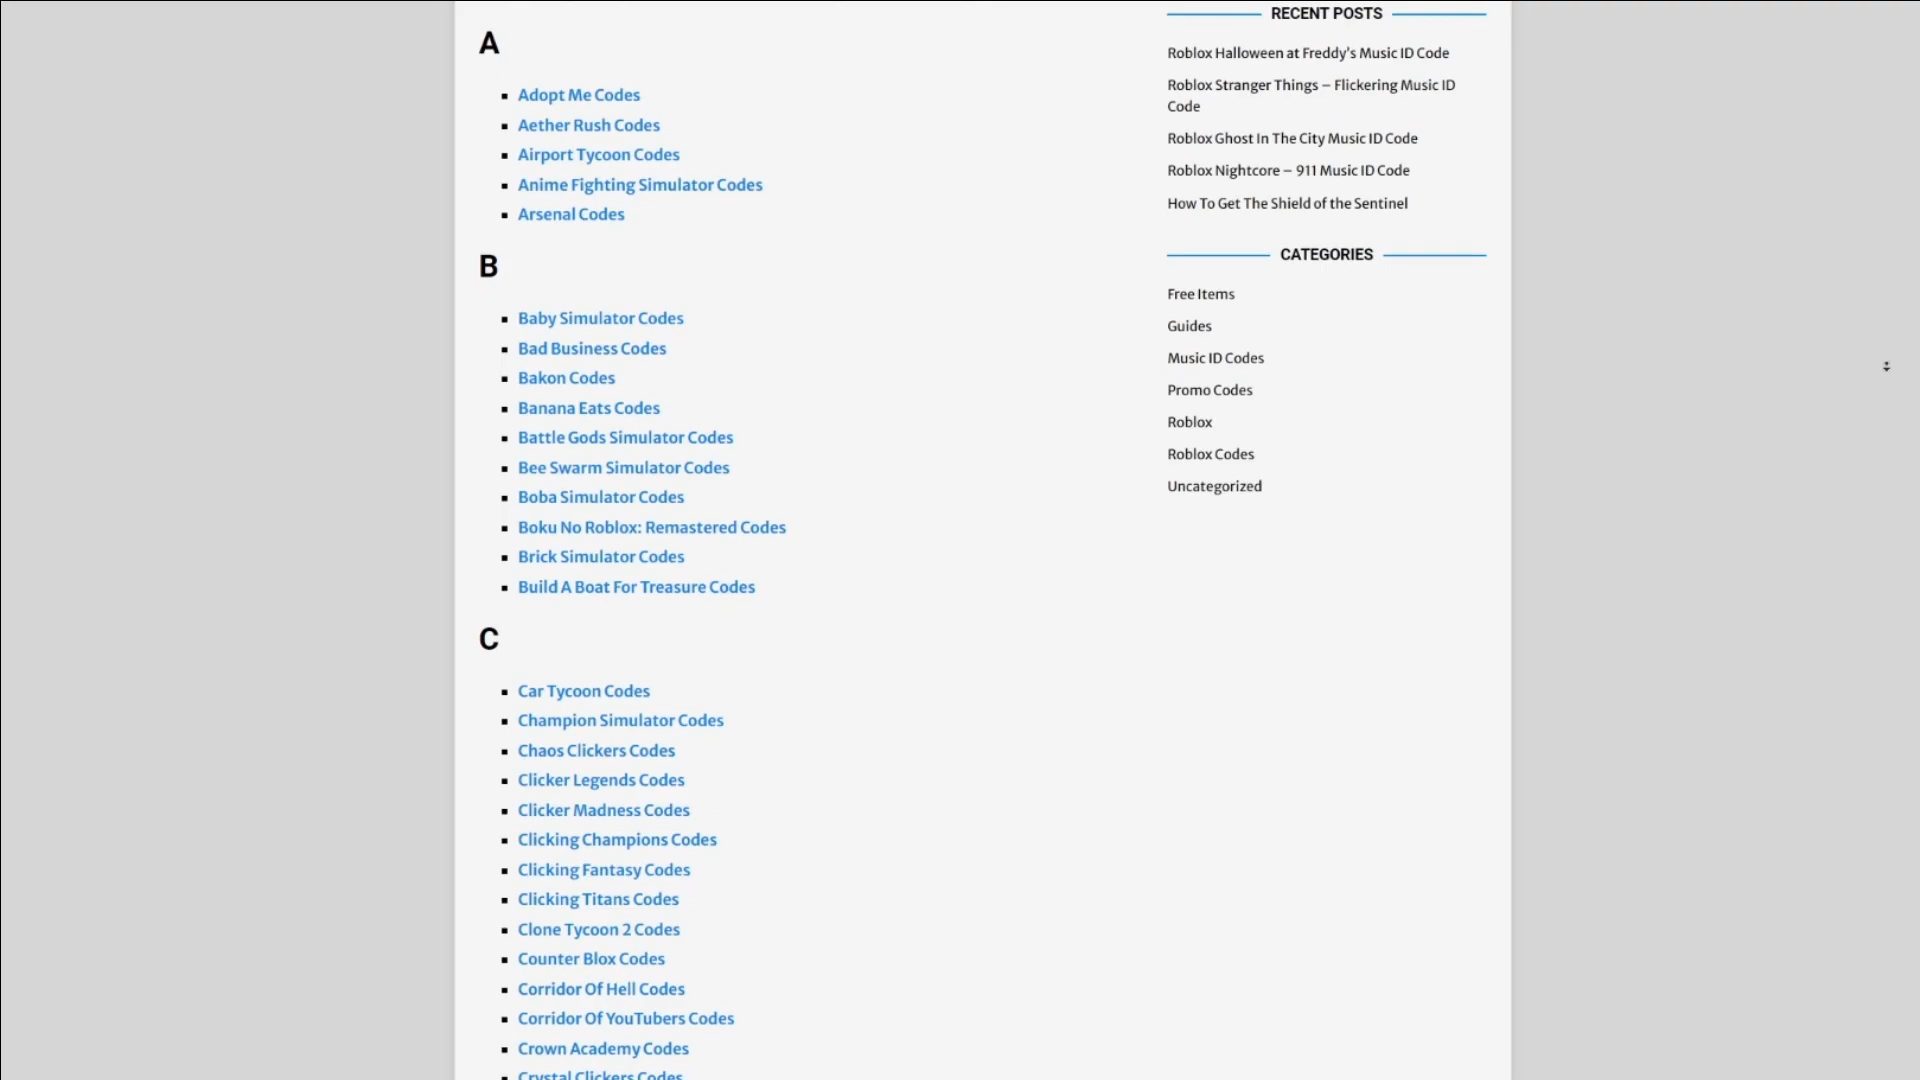 A
Adopt Me Codes
Aether Rush Codes
Airport Tycoon Codes
Anime Fighting Simulator Codes
Arsenal Codes
B
Baby Simulator Codes
Bad Business Codes
Bakon Codes
Banana Eats Codes
Battle Gods Simulator Codes
Bee Swarm Simulator Codes
Boba Simulator Codes
Boku No Roblox: Remastered Codes
Brick Simulator Codes
Build A Boat For Treasure Codes
C
Car Tycoon Codes
Champion Simulator Codes
Chaos Clickers Codes
Clicker Legends Codes
Clicker Madness Codes
Clicking Champions Codes
Clicking Fantasy Codes
Clicking Titans Codes
Clone Tycoon 2 Codes
Counter Blox Codes
Corridor Of Hell Codes
Corridor Of YouTubers Codes
Crown Academy Codes
Crystal Clickers Codes
RECENT POSTS
Roblox Halloween at Freddy's Music ID Code
Roblox Stranger Things – Flickering Music ID
Code
Roblox Ghost In The City Music ID Code
Roblox Nightcore – 911 Music ID Code
How To Get The Shield of the Sentinel
CATEGORIES
Free Items
Guides
Music ID Codes
Promo Codes
Roblox
Roblox Codes
Uncategorized